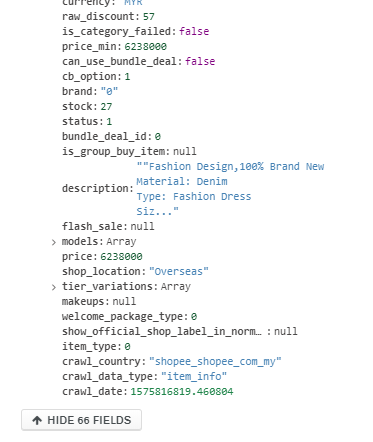 currency: "MYR"
raw_discount: 57
is_category_failed: false
price_min: 6238000
can_use_bundle_deal: false
cb_option: 1
brand: "0"
stock: 27
status: 1
bundle_deal_id: 0
is_group_buy_item: null
description: ""Fashion Design,100% Brand New
Material: Denim
Type: Fashion Dress
Siz..."
flash_sale: null
models: Array
price: 6238000
shop_location: "Overseas"
tier_variations: Array
makeups: null
welcome_package_type: 0
show_official_shop_label_in_norm… : null
item_type: 0
crawl_country: "shopee_shopee_com_my"
crawl_data_type: "item_info"
crawl_date: 1575816819.460804
HIDE 66 FIELDS